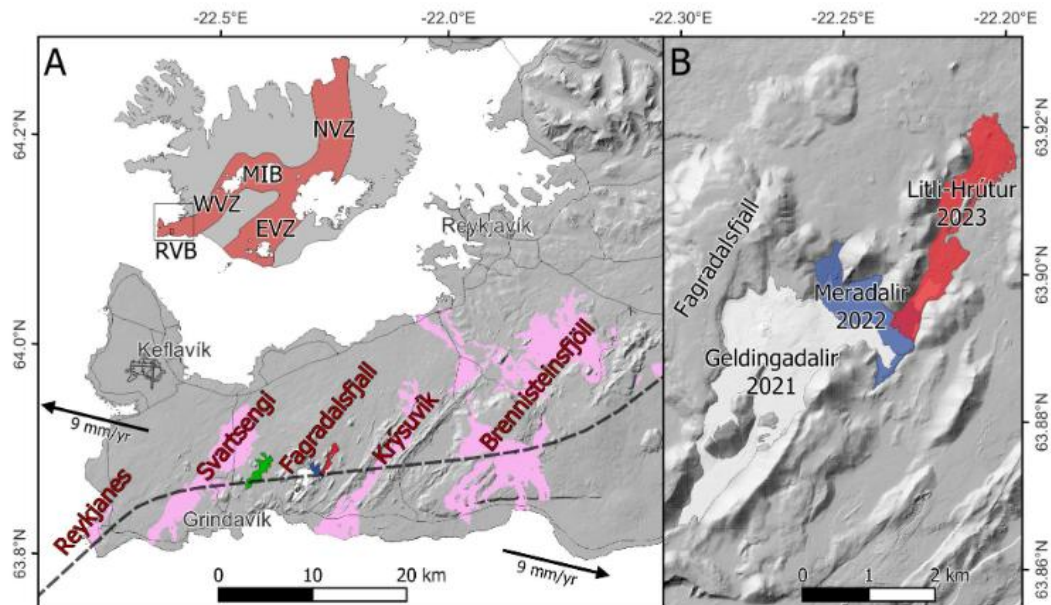 -22.5°
-22.0°
-22.30°
-22.25°
-22.20°
A
B
64.2°N
64.0°N
63.8°N
NVZ
MIB
WVZ
EVZ
RVB
Reykjavík
Keflavík
9 mm/yr
Reykjanes
Svartsengi
Fagradalsfjall
Krýsuvík
Brennisteinsfjöll
Grindavík
9 mm/yr
0 10 20 km
63.92°N
63.90°N
63.88°N
63.86°N
Fagradalsfjall
Litli-Hrútur
2023
Meradalir
2022
Geldingadalir
2021
0 1 2 km